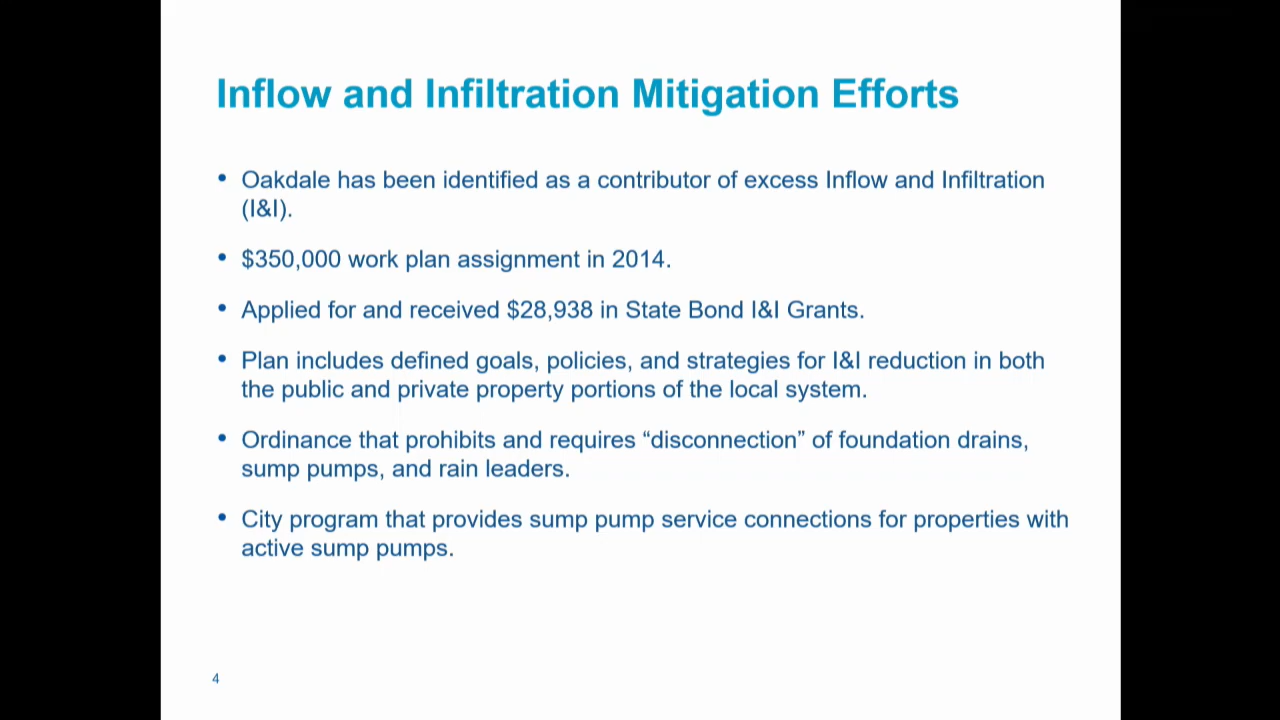 Inflow and Infiltration Mitigation Efforts
• Oakdale has been identified as a contributor of excess Inflow and Infiltration
(I&I).
• $350,000 work plan assignment in 2014.
• Applied for and received $28,938 in State Bond I&I Grants.
• Plan includes defined goals, policies, and strategies for I&I reduction in both
the public and private property portions of the local system.
• Ordinance that prohibits and requires “disconnection” of foundation drains,
sump pumps, and rain leaders.
• City program that provides sump pump service connections for properties with
active sump pumps.
4